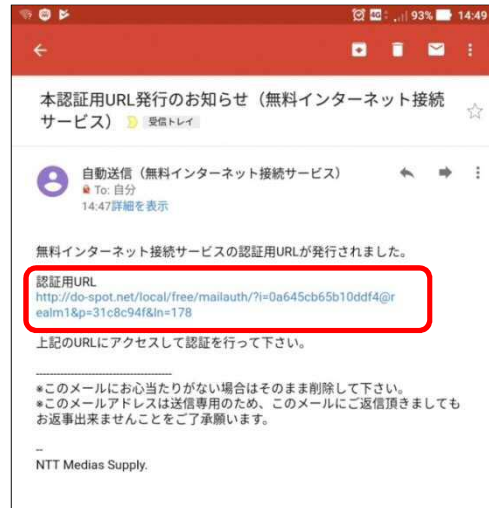 93% 14:49
本認証用URL発行のお知らせ（無料インターネット接続
サービス） 受信トレイ
自動送信（無料インターネット接続サービス）
To: 自分
14:47詳細を表示
無料インターネット接続サービスの認証用URLが発行されました。
認証用URL
http://do-spot.net/local/free/mailauth/?i=0a645cb65b10ddf4@r
ealm1&p=31c8c94f&ln=178
上記のURLにアクセスして認証を行って下さい。
------------------------------------
*このメールにお心当たりがない場合はそのまま削除して下さい。
*このメールアドレスは送信専用のため、このメールにご返信頂きましても
お返事出来ませんことをご了承願います。
--
NTT Medias Supply.